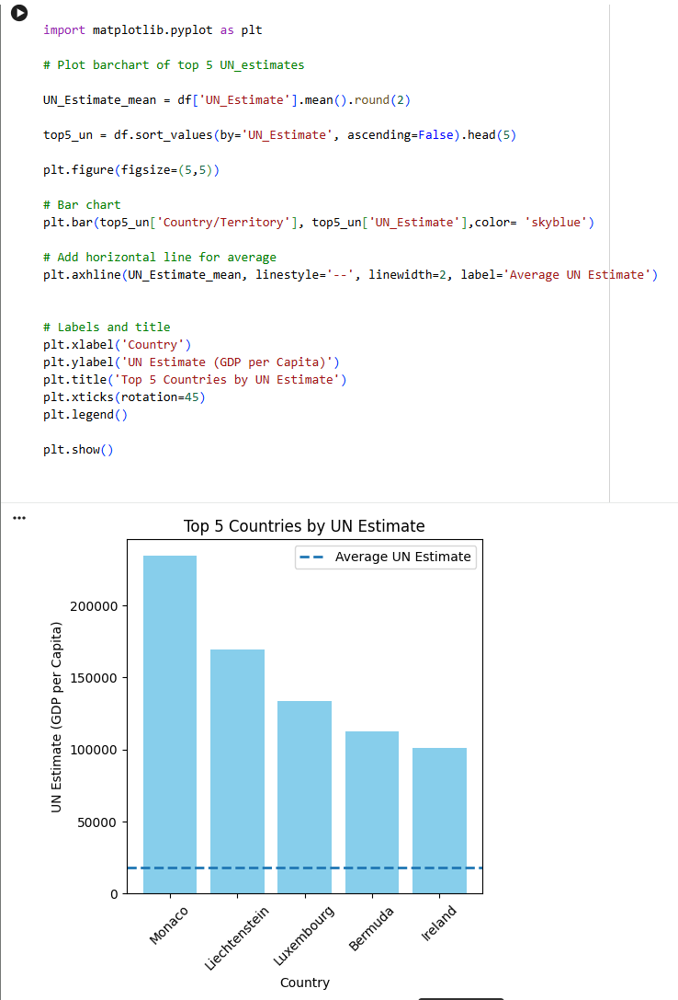 import matplotlib.pyplot as plt
# Plot barchart of top 5 UN_estimates
UN_Estimate_mean = df['UN_Estimate'].mean().round(2)
top5_un = df.sort_values(by='UN_Estimate', ascending=False).head(5)
plt.figure(figsize=(5,5))
# Bar chart
plt.bar(top5_un['Country/Territory'], top5_un['UN_Estimate'],color= 'skyblue')
# Add horizontal line for average
plt.axhline(UN_Estimate_mean, linestyle='--', linewidth=2, label='Average UN Estimate')
# Labels and title
plt.xlabel('Country')
plt.ylabel('UN Estimate (GDP per Capita)')
plt.title('Top 5 Countries by UN Estimate')
plt.xticks(rotation=45)
plt.legend()
plt.show()
Top 5 Countries by UN Estimate
Average UN Estimate
UN Estimate (GDP per Capita)
200000
150000
100000
50000
0
Monaco
Liechtenstein
Luxembourg
Bermuda
Ireland
Country